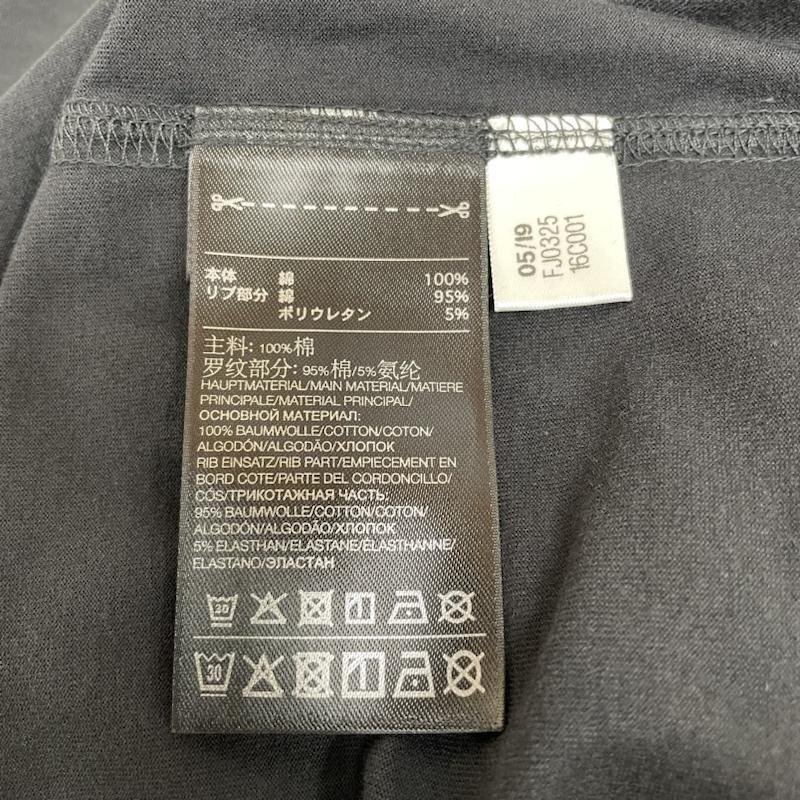 本体 綿 100%
リブ部分 綿 95%
ポリウレタン 5%
主料: 100%棉
罗纹部分: 95%棉/5%氨纶
HAUPTMATERIAL/MAIN MATERIAL/MATIERE
PRINCIPALE/MATERIAL PRINCIPAL/
ОСНОВНОЙ МАТЕРИАЛ:
100% BAUMWOLLE/COTTON/COTON/
ALGODÓN/ALGODÃO/ХЛОПОК
RIB EINSATZ/RIB PART/EMPIECEMENT EN
BORD COTE/PARTE DEL CORDONCILLO/
CÓS/ТРИКОТАЖНАЯ ЧАСТЬ:
95% BAUMWOLLE/COTTON/COTON/
ALGODÓN/ALGODÃO/ХЛОПОК
5% ELASTHAN/ELASTANE/ELASTHANNE/
ELASTANO/ЭЛАСТАН
30
30
05/19
FJ0325
16C001